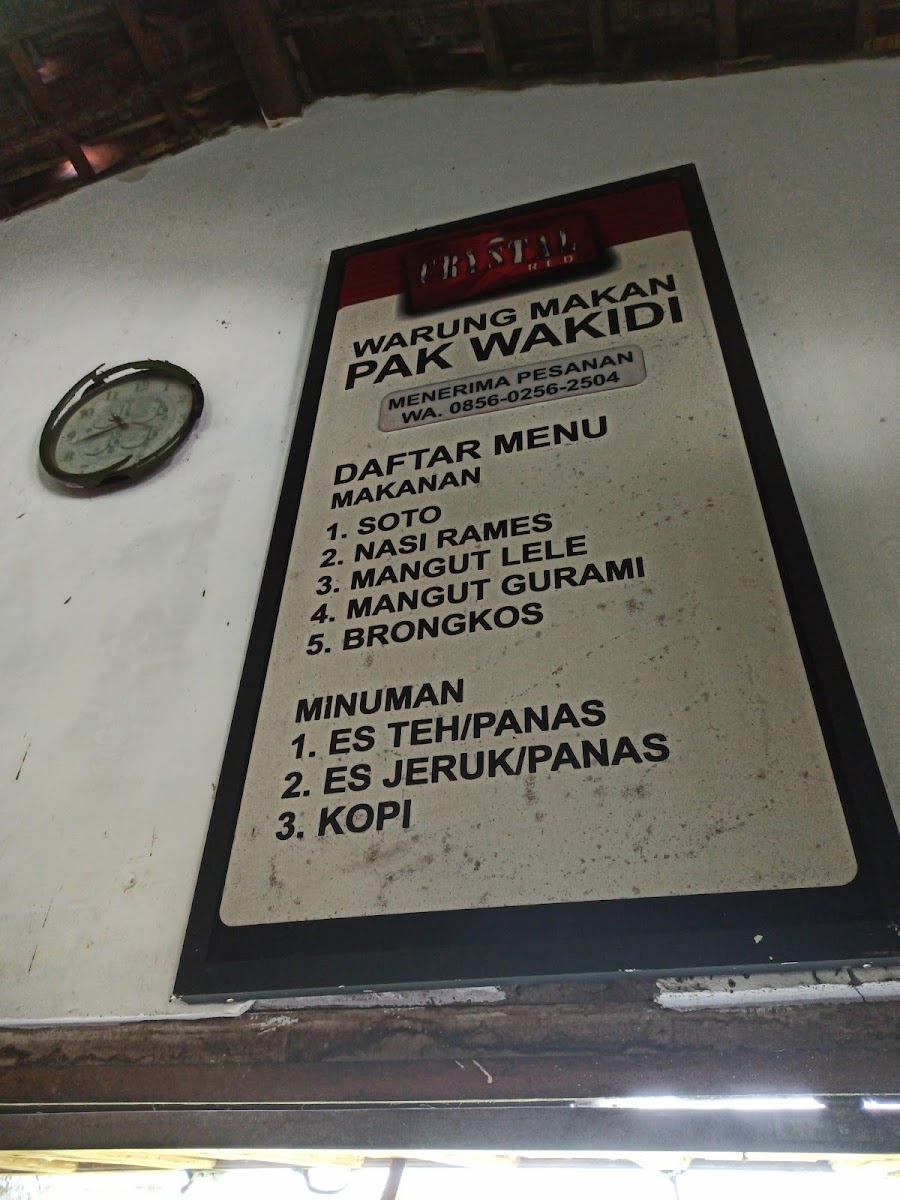 CRYSTAL
RED
WARUNG MAKAN
PAK WAKIDI
MENERIMA PESANAN
WA. 0856-0256-2504
DAFTAR MENU
MAKANAN
1. SOTO
2. NASI RAMES
3. MANGUT LELE
4. MANGUT GURAMI
5. BRONGKOS
MINUMAN
1. ES TEH/PANAS
2. ES JERUK/PANAS
3. KOPI